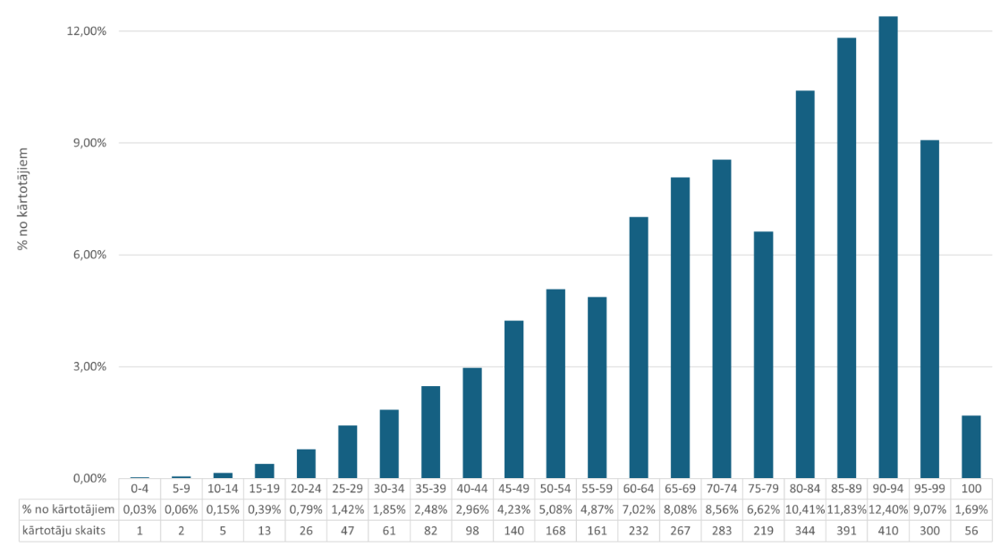 12,00%
9,00%
6,00%
3,00%
0,00%
% no kārtotājiem
0-4 5-9 10-14 15-19 20-24 25-29 30-34 35-39 40-44 45-49 50-54 55-59 60-64 65-69 70-74 75-79 80-84 85-89 90-94 95-99 100
% no kārtotājiem 0,03% 0,06% 0,15% 0,39% 0,79% 1,42% 1,85% 2,48% 2,96% 4,23% 5,08% 4,87% 7,02% 8,08% 8,56% 6,62% 10,41% 11,83% 12,40% 9,07% 1,69%
kārtotāju skaits 1 2 5 13 26 47 61 82 98 140 168 161 232 267 283 219 344 391 410 300 56